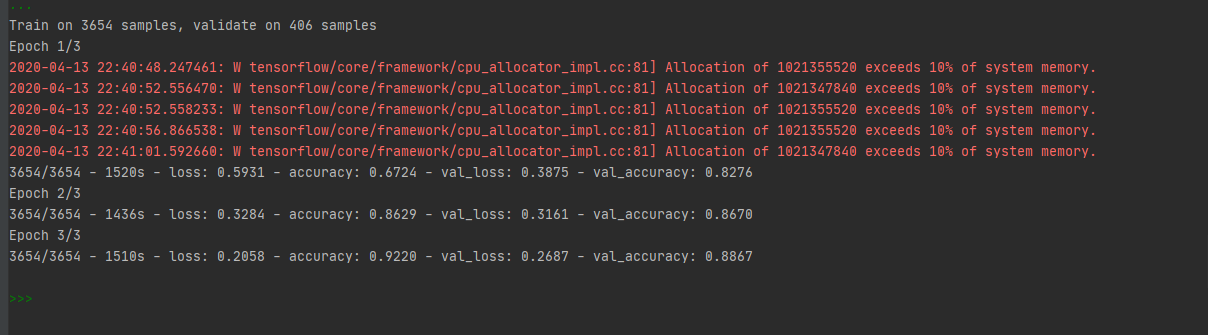 ...
Train on 3654 samples, validate on 406 samples
Epoch 1/3
2020-04-13 22:40:48.247461: W tensorflow/core/framework/cpu_allocator_impl.cc:81] Allocation of 1021355520 exceeds 10% of system memory.
2020-04-13 22:40:52.556470: W tensorflow/core/framework/cpu_allocator_impl.cc:81] Allocation of 1021347840 exceeds 10% of system memory.
2020-04-13 22:40:52.558233: W tensorflow/core/framework/cpu_allocator_impl.cc:81] Allocation of 1021355520 exceeds 10% of system memory.
2020-04-13 22:40:56.866538: W tensorflow/core/framework/cpu_allocator_impl.cc:81] Allocation of 1021355520 exceeds 10% of system memory.
2020-04-13 22:41:01.592660: W tensorflow/core/framework/cpu_allocator_impl.cc:81] Allocation of 1021347840 exceeds 10% of system memory.
3654/3654 - 1520s - loss: 0.5931 - accuracy: 0.6724 - val_loss: 0.3875 - val_accuracy: 0.8276
Epoch 2/3
3654/3654 - 1436s - loss: 0.3284 - accuracy: 0.8629 - val_loss: 0.3161 - val_accuracy: 0.8670
Epoch 3/3
3654/3654 - 1510s - loss: 0.2058 - accuracy: 0.9220 - val_loss: 0.2687 - val_accuracy: 0.8867
>>>